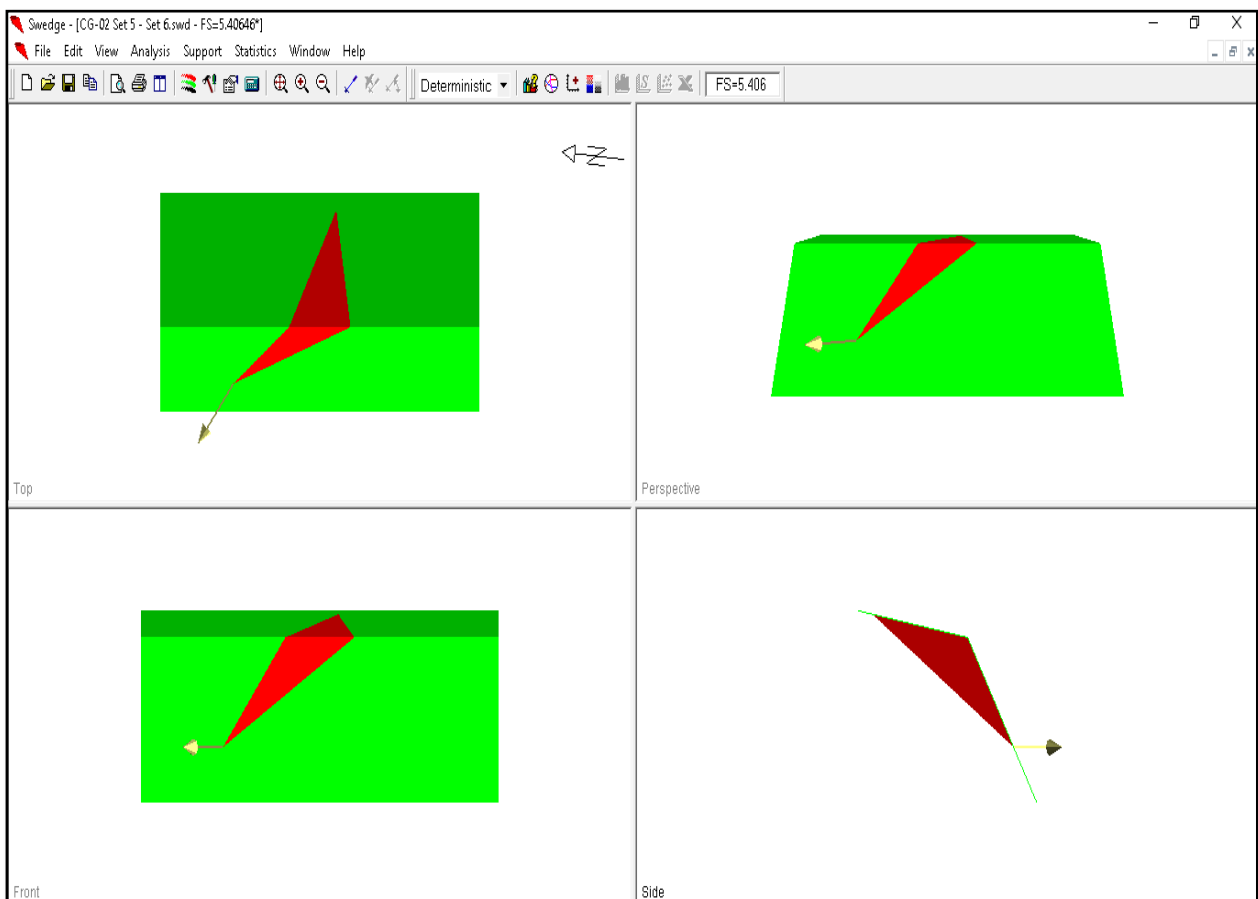 Swedge - [CG-02 Set 5 - Set 6.swd - FS=5.40646*]
File Edit View Analysis Support Statistics Window Help
Deterministic FS=5.406
Z
Top
Perspective
Front
Side